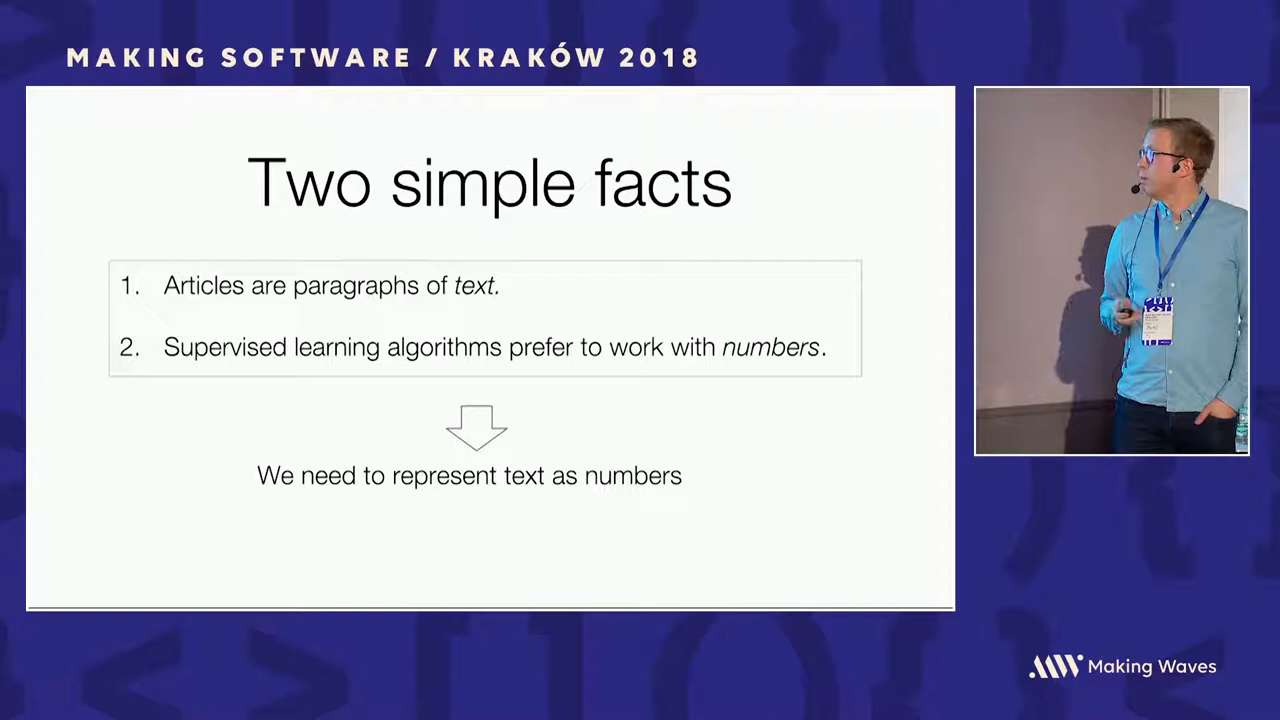 MAKING SOFTWARE / KRAKÓW 2018
Two simple facts
1. Articles are paragraphs of text.
2. Supervised learning algorithms prefer to work with numbers.
We need to represent text as numbers
Making Waves